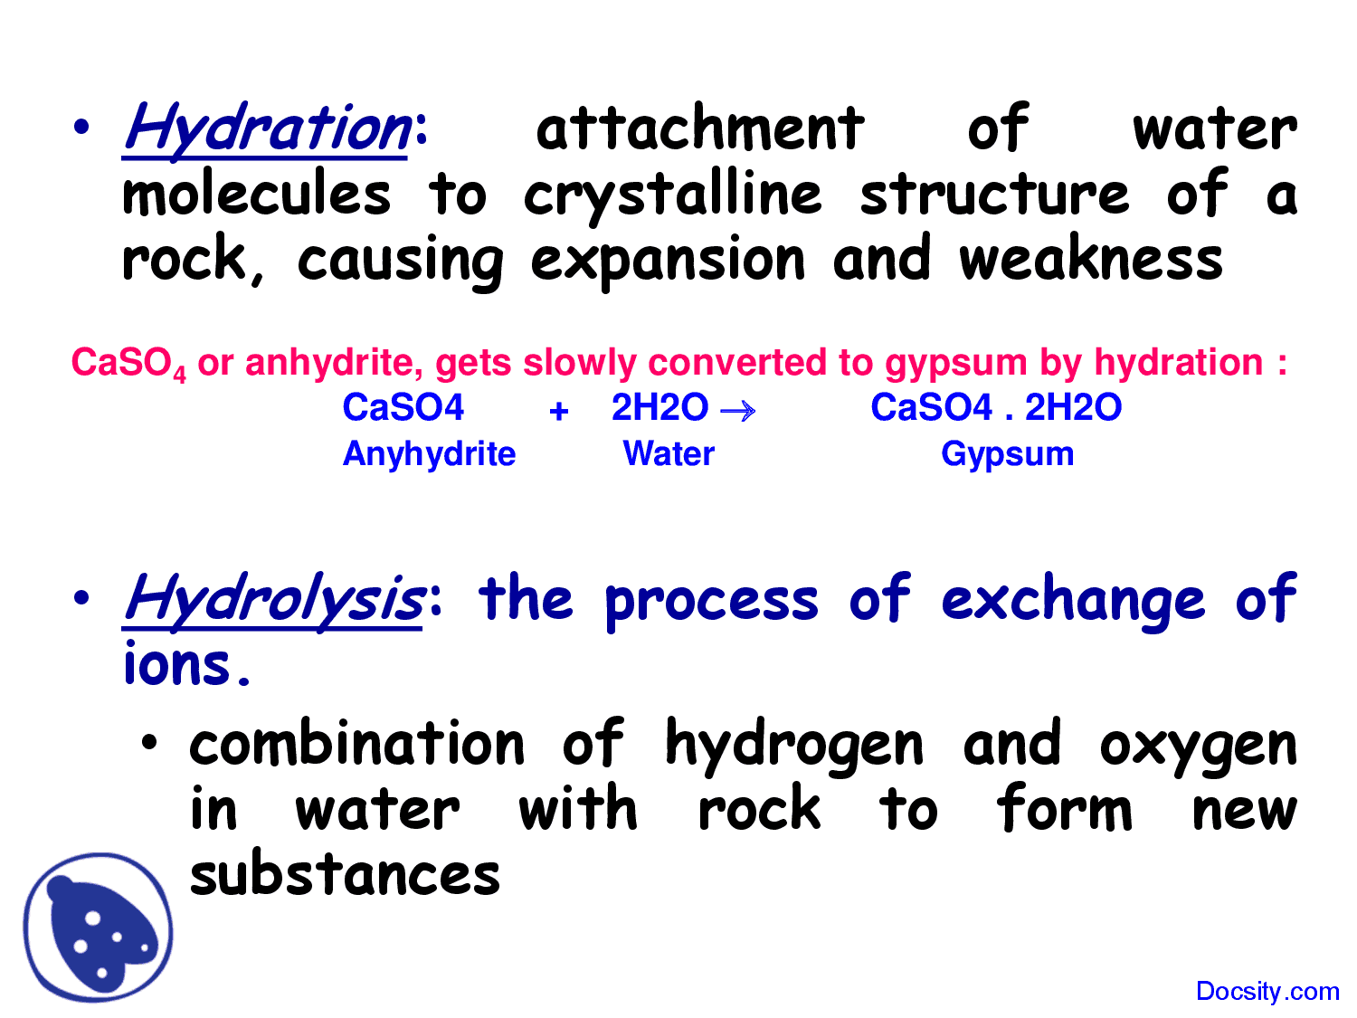 • Hydration: attachment of water
molecules to crystalline structure of a
rock, causing expansion and weakness
CaSO₄ or anhydrite, gets slowly converted to gypsum by hydration :
CaSO4 + 2H2O → CaSO4 . 2H2O
Anyhydrite Water Gypsum
• Hydrolysis: the process of exchange of
ions.
• combination of hydrogen and oxygen
in water with rock to form new
substances
Docsity.com